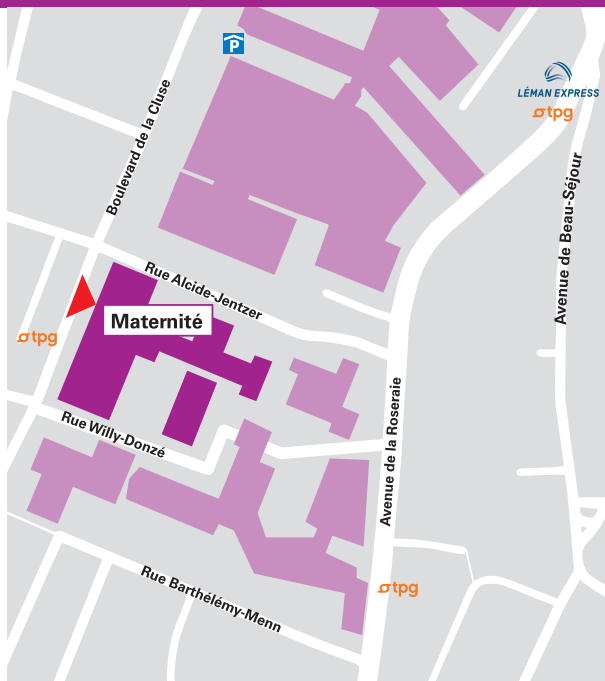 P
LÉMAN EXPRESS
tpg
Boulevard de la Cluse
Avenue de Beau-Séjour
Rue Alcide-Jentzer
Maternité
tpg
Rue Willy-Donzé
Avenue de la Roseraie
Rue Barthélémy-Menn
tpg